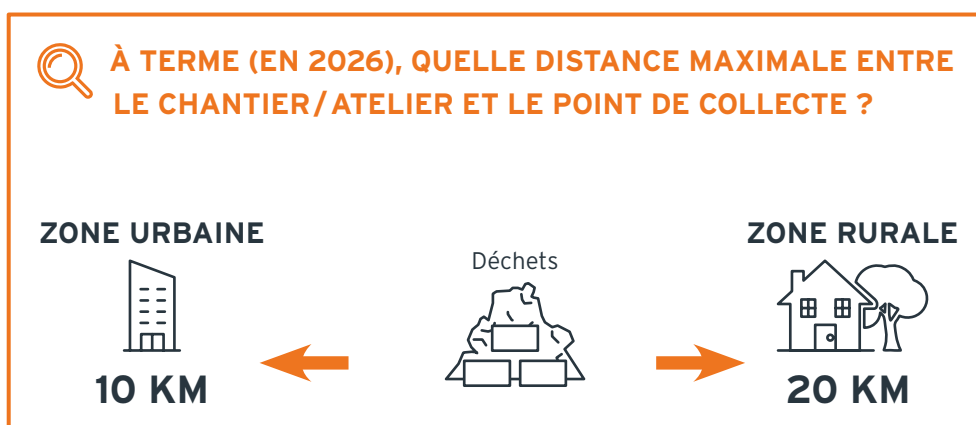 À TERME (EN 2026), QUELLE DISTANCE MAXIMALE ENTRE
LE CHANTIER/ATELIER ET LE POINT DE COLLECTE ?
ZONE URBAINE
10 KM
Déchets
ZONE RURALE
20 KM